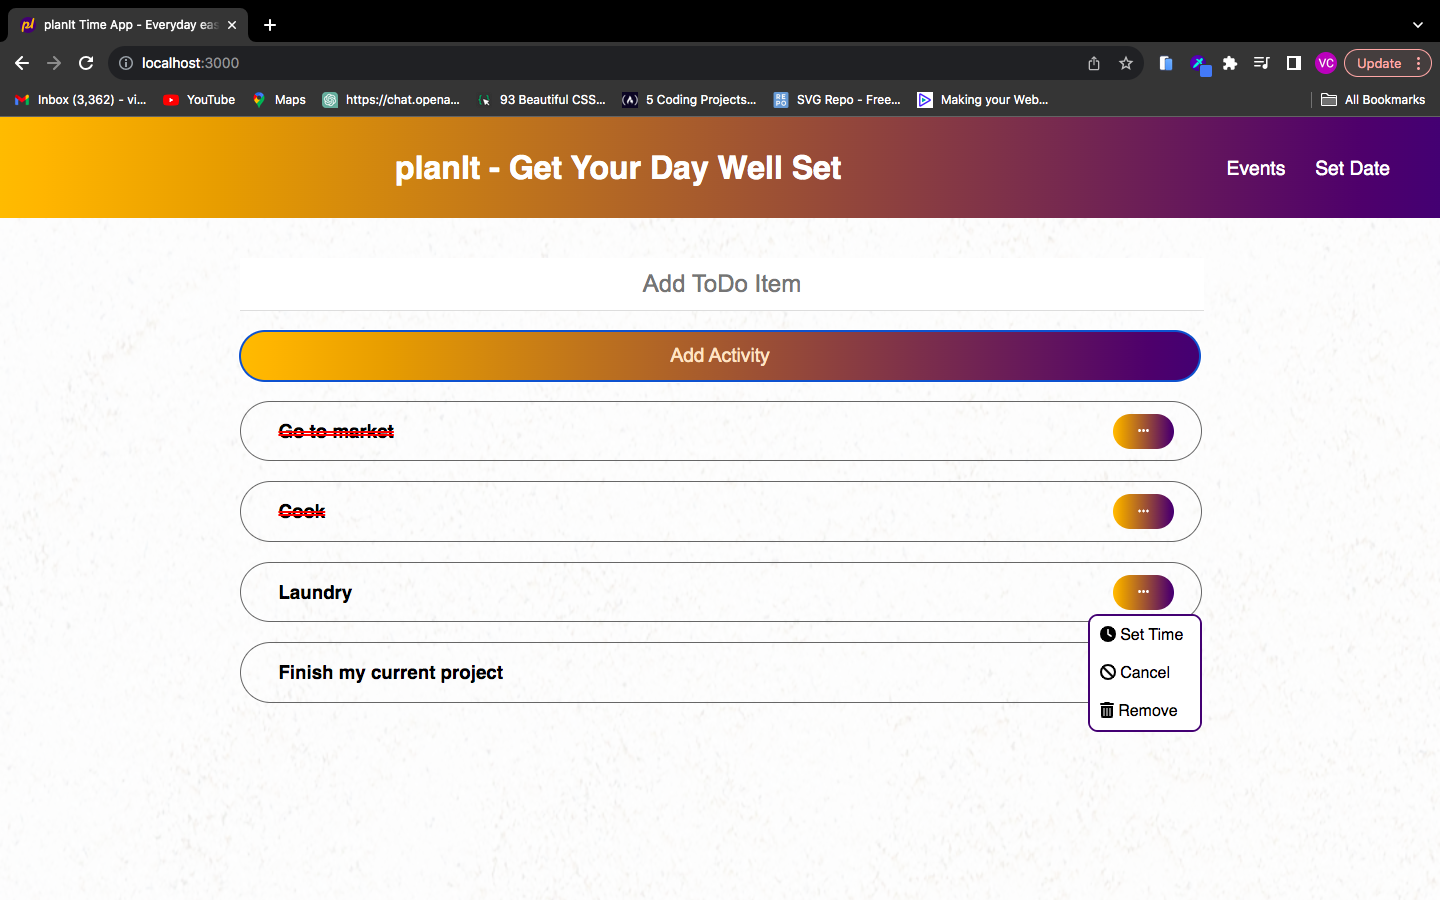 planIt Time App - Everyday eas
localhost:3000
VC
Update
Inbox (3,362) - vi...
YouTube
Maps
https://chat.opena...
93 Beautiful CSS...
5 Coding Projects...
SVG Repo - Free...
Making your Web...
All Bookmarks
planIt - Get Your Day Well Set
Events
Set Date
Add ToDo Item
Add Activity
Go to market
Cook
Laundry
Set Time
Finish my current project
Cancel
Remove